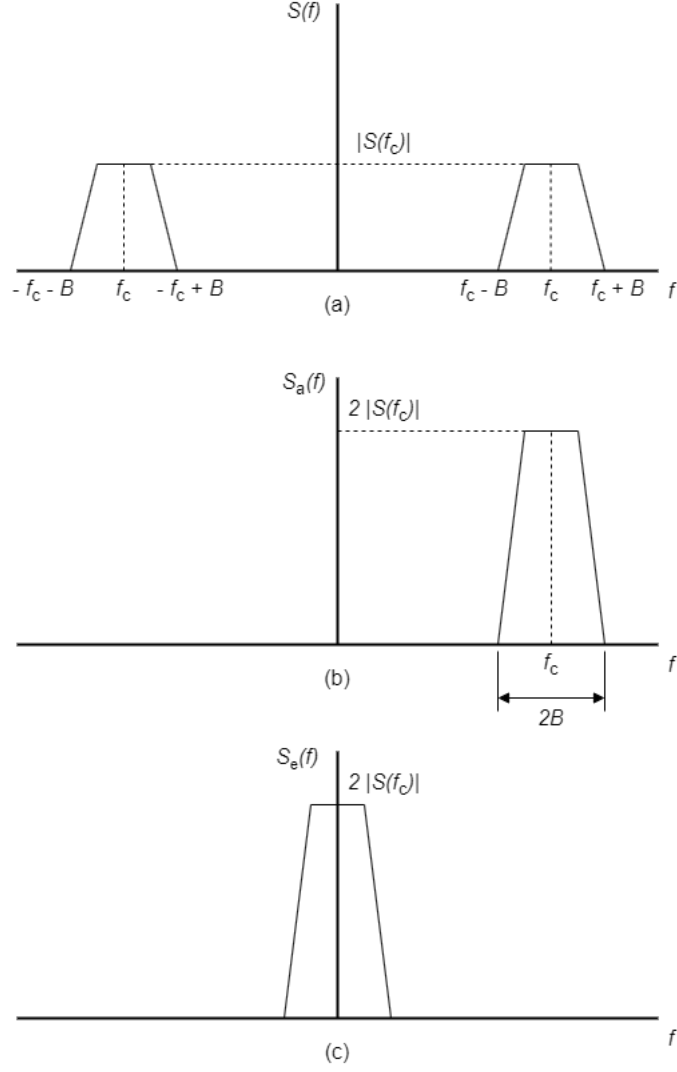 S(f)
|S(fc)|
- fc - B fc - fc + B fc - B fc fc + B f
(a)
Sa(f)
2 |S(fc)|
fc f
(b)
2B
Se(f)
2 |S(fc)|
f
(c)